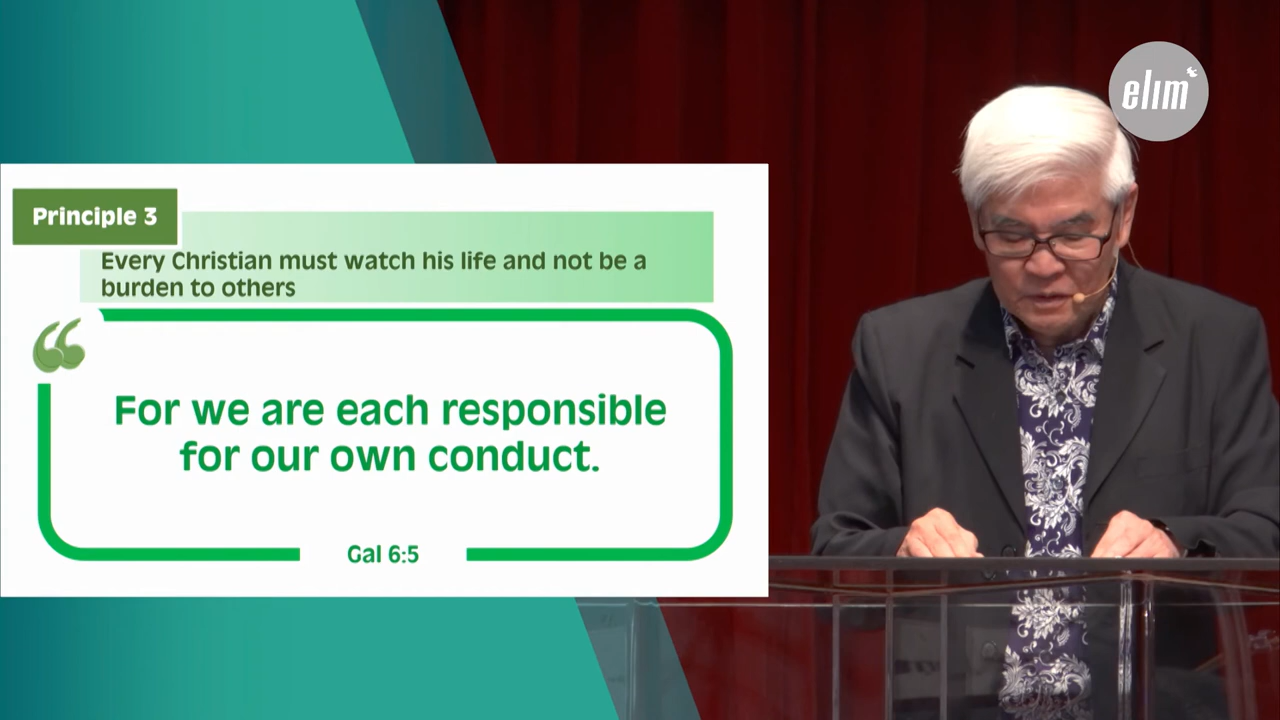 elim
Principle 3
Every Christian must watch his life and not be a
burden to others
For we are each responsible
for our own conduct.
Gal 6:5